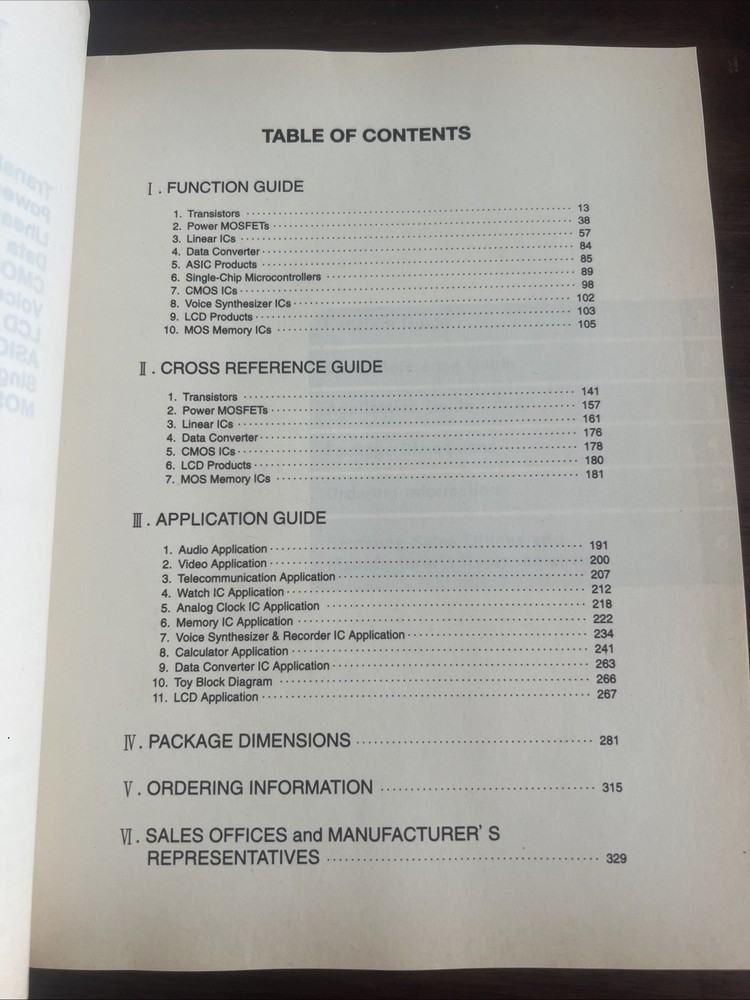 TABLE OF CONTENTS
Ⅰ. FUNCTION GUIDE
1. Transistors 13
2. Power MOSFETs 38
3. Linear ICs 57
4. Data Converter 84
5. ASIC Products 85
6. Single-Chip Microcontrollers 89
7. CMOS ICs 98
8. Voice Synthesizer ICs 102
9. LCD Products 103
10. MOS Memory ICs 105
Ⅱ. CROSS REFERENCE GUIDE
1. Transistors 141
2. Power MOSFETs 157
3. Linear ICs 161
4. Data Converter 176
5. CMOS ICs 178
6. LCD Products 180
7. MOS Memory ICs 181
Ⅲ. APPLICATION GUIDE
1. Audio Application 191
2. Video Application 200
3. Telecommunication Application 207
4. Watch IC Application 212
5. Analog Clock IC Application 218
6. Memory IC Application 222
7. Voice Synthesizer & Recorder IC Application 234
8. Calculator Application 241
9. Data Converter IC Application 263
10. Toy Block Diagram 266
11. LCD Application 267
Ⅳ. PACKAGE DIMENSIONS 281
Ⅴ. ORDERING INFORMATION 315
Ⅵ. SALES OFFICES and MANUFACTURER'S
REPRESENTATIVES 329